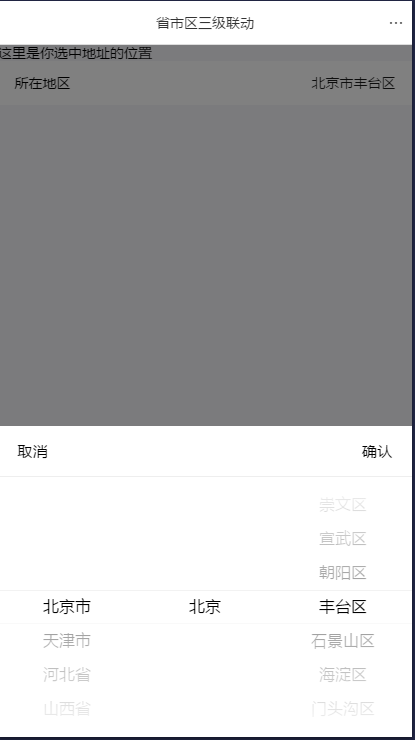 省市区三级联动
这里是你选中地址的位置
所在地区 北京市丰台区
取消 确认
崇文区
宣武区
朝阳区
北京市 北京 丰台区
天津市 石景山区
河北省 海淀区
山西省 门头沟区